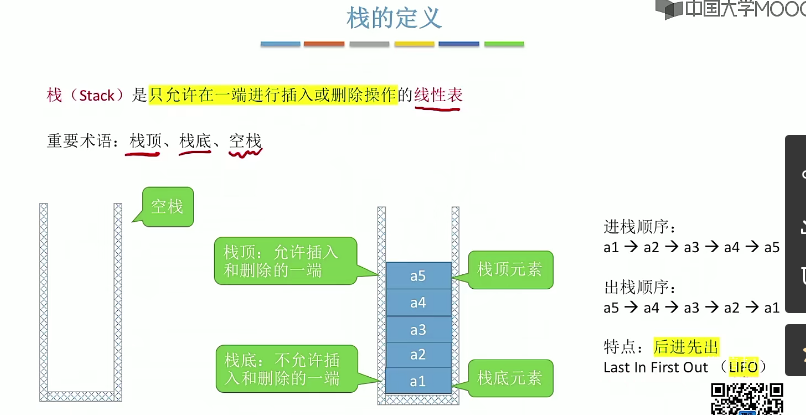 栈的定义
中国大学MOOC
栈（Stack）是只允许在一端进行插入或删除操作的线性表
重要术语：栈顶、栈底、空栈
空栈
栈顶：允许插入
和删除的一端
栈底：不允许插
入和删除的一端
a5
a4
a3
a2
a1
栈顶元素
栈底元素
进栈顺序：
a1 → a2 → a3 → a4 → a5
出栈顺序：
a5 → a4 → a3 → a2 → a1
特点：后进先出
Last In First Out （LIFO）